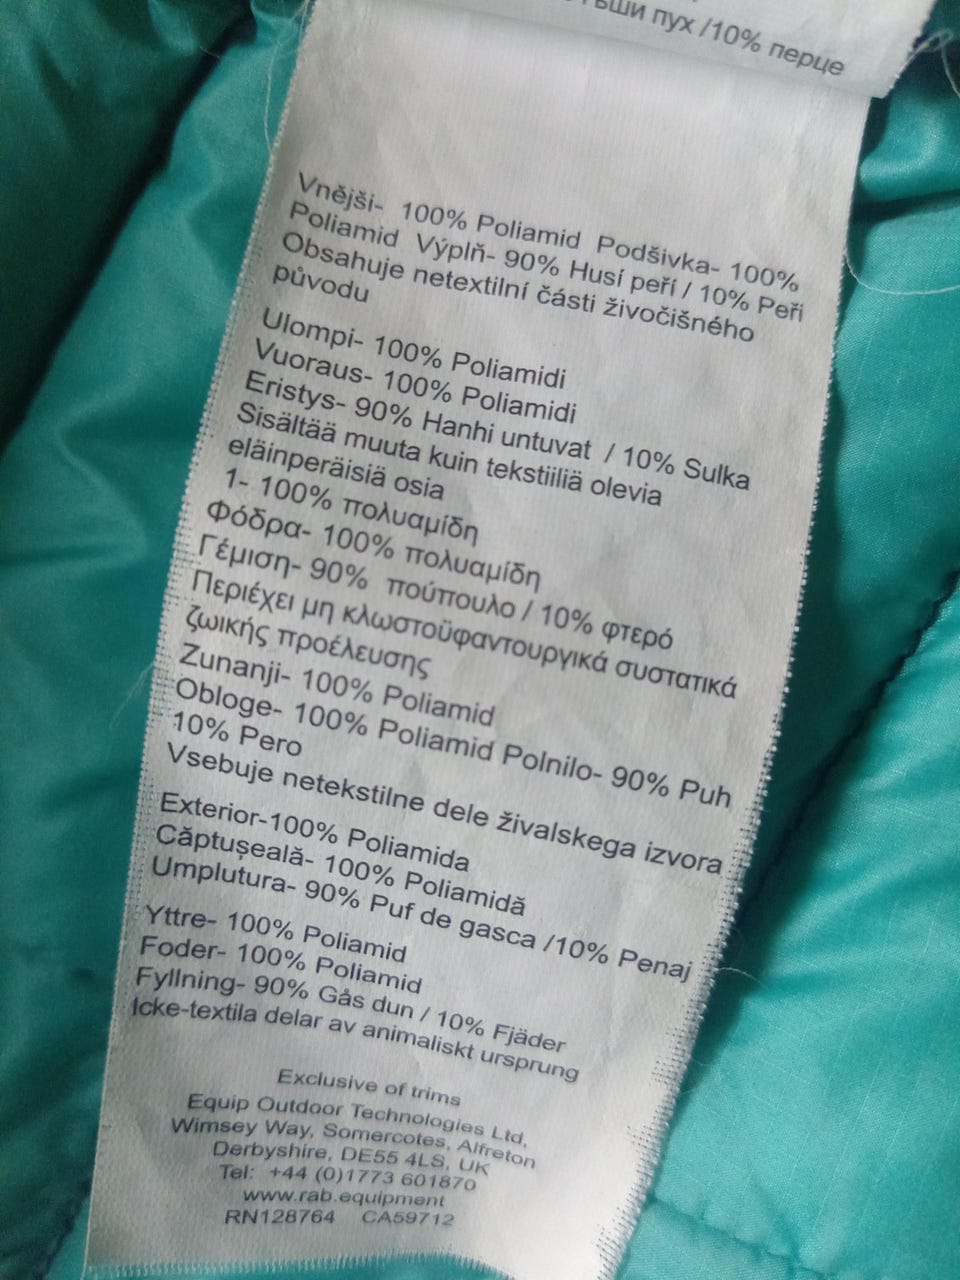 пух /10% перце
Vnější- 100% Poliamid Podšivka- 100%
Poliamid Výplň- 90% Husí peří / 10% Peři
Obsahuje netextilní části živočišného
původu
Ulompi- 100% Poliamidi
Vuoraus- 100% Poliamidi
Eristys- 90% Hanhi untuvat / 10% Sulka
Sisältää muuta kuin tekstiiliä olevia
eläinperäisiä osia
1- 100% πολυαμίδη
Φόδρα- 100% πολυαμίδη
Γέμιση- 90% πούπουλο / 10% φτερό
Περιέχει μη κλωστοϋφαντουργικά συστατικά
ζωικής προέλευσης
Zunanji- 100% Poliamid
Obloge- 100% Poliamid Polnilo- 90% Puh
10% Pero
Vsebuje netekstilne dele živalskega izvora
Exterior-100% Poliamida
Căptușeală- 100% Poliamidă
Umplutura- 90% Puf de gasca /10% Penaj
Yttre- 100% Poliamid
Foder- 100% Poliamid
Fyllning- 90% Gås dun / 10% Fjäder
Icke-textila delar av animaliskt ursprung
Exclusive of trims
Equip Outdoor Technologies Ltd,
Wimsey Way, Somercotes, Alfreton
Derbyshire, DE55 4LS, UK
Tel: +44 (0)1773 601870
www.rab.equipment
RN128764 CA59712